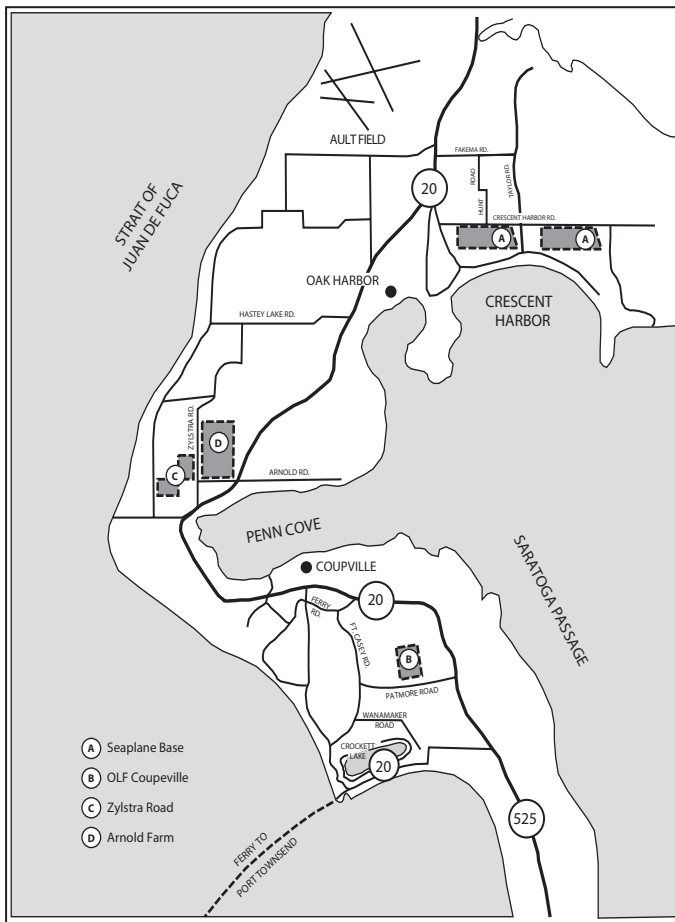 AULT FIELD
FAKEMA RD.
ROAD
HUNT
TAYLOR RD.
20
STRAIT OF
JUAN DE FUCA
CRESCENT HARBOR RD.
A
A
OAK HARBOR
CRESCENT
HARBOR
HASTEY LAKE RD.
ZYLSTRA RD.
D
C
ARNOLD RD.
PENN COVE
SARATOGA PASSAGE
COUPVILLE
20
FERRY
RD.
FT. CASEY RD.
B
PATMORE ROAD
WANAMAKER
ROAD
CROCKETT
LAKE
20
A Seaplane Base
B OLF Coupeville
C Zylstra Road
D Arnold Farm
525
FERRY TO
PORT TOWNSEND